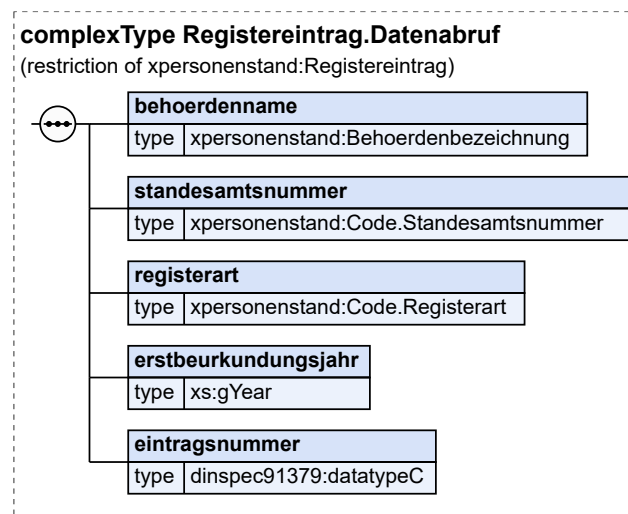 complexType Registereintrag.Datenabruf
(restriction of xpersonenstand:Registereintrag)
behoerdenname
type xpersonenstand:Behoerdenbezeichnung
standesamtsnummer
type xpersonenstand:Code.Standesamtsnummer
registerart
type xpersonenstand:Code.Registerart
erstbeurkundungsjahr
type xs:gYear
eintragsnummer
type dinspec91379:datatypeC